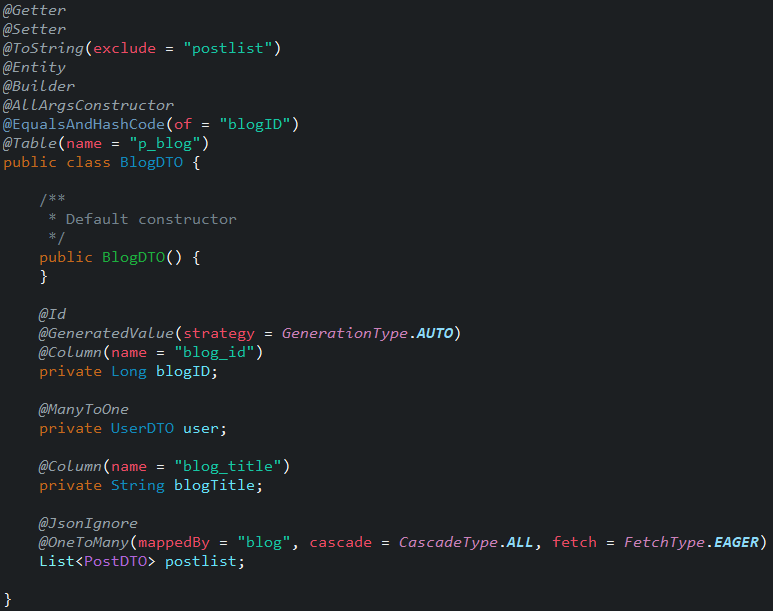 @Getter
@Setter
@ToString(exclude = "postlist")
@Entity
@Builder
@AllArgsConstructor
@EqualsAndHashCode(of = "blogID")
@Table(name = "p_blog")
public class BlogDTO {
/**
* Default constructor
*/
public BlogDTO() {
}
@Id
@GeneratedValue(strategy = GenerationType.AUTO)
@Column(name = "blog_id")
private Long blogID;
@ManyToOne
private UserDTO user;
@Column(name = "blog_title")
private String blogTitle;
@JsonIgnore
@OneToMany(mappedBy = "blog", cascade = CascadeType.ALL, fetch = FetchType.EAGER)
List<PostDTO> postlist;
}